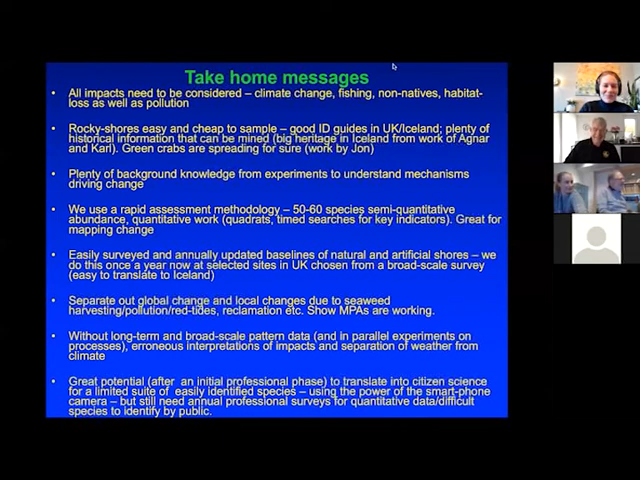 Take home messages
• All impacts need to be considered – climate change, fishing, non-natives, habitat-
loss as well as pollution
• Rocky-shores easy and cheap to sample – good ID guides in UK/Iceland; plenty of
historical information that can be mined (big heritage in Iceland from work of Agnar
and Karl). Green crabs are spreading for sure (work by Jon)
• Plenty of background knowledge from experiments to understand mechanisms
driving change
• We use a rapid assessment methodology – 50-60 species semi-quantitative
abundance, quantitative work (quadrats, timed searches for key indicators). Great for
mapping change
• Easily surveyed and annually updated baselines of natural and artificial shores – we
do this once a year now at selected sites in UK chosen from a broad-scale survey
(easy to translate to Iceland)
• Separate out global change and local changes due to seaweed
harvesting/pollution/red-tides, reclamation etc. Show MPAs are working.
• Without long-term and broad-scale pattern data (and in parallel experiments on
processes), erroneous interpretations of impacts and separation of weather from
climate
• Great potential (after an initial professional phase) to translate into citizen science
for a limited suite of easily identified species – using the power of the smart-phone
camera – but still need annual professional surveys for quantitative data/difficult
species to identify by public.